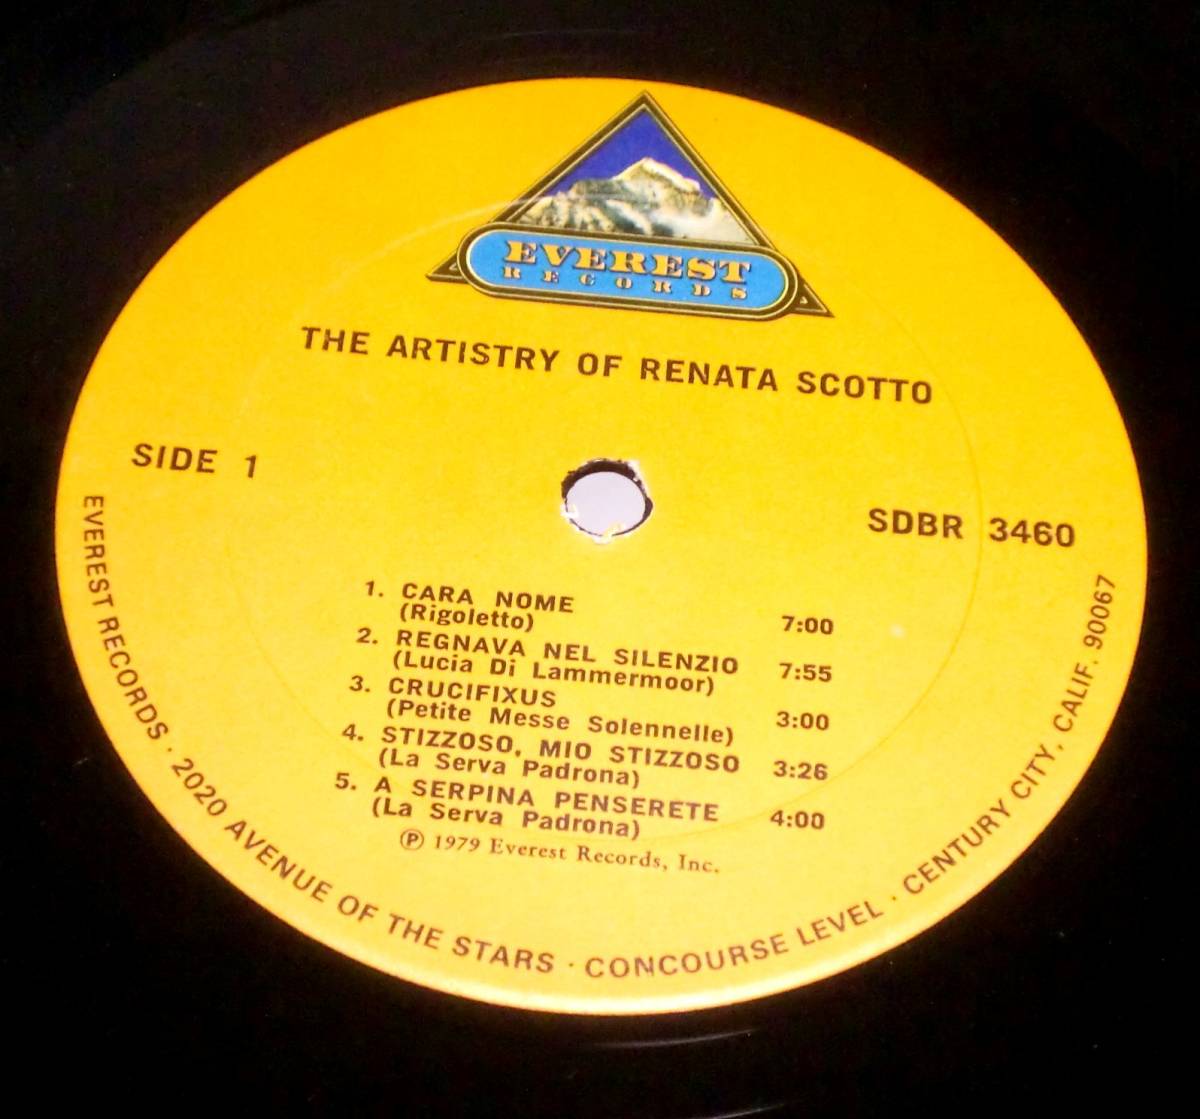 EVEREST
RECORDS
THE ARTISTRY OF RENATA SCOTTO
SIDE 1
SDBR 3460
1. CARA NOME 7:00
(Rigoletto)
2. REGNAVA NEL SILENZIO 7:55
(Lucia Di Lammermoor)
3. CRUCIFIXUS 3:00
(Petite Messe Solennelle)
4. STIZZOSO, MIO STIZZOSO 3:26
(La Serva Padrona)
5. A SERPINA PENSERETE 4:00
(La Serva Padrona)
Ⓟ 1979 Everest Records, Inc.
EVEREST RECORDS · 2020 AVENUE OF THE STARS · CONCOURSE LEVEL · CENTURY CITY, CALIF. 90067